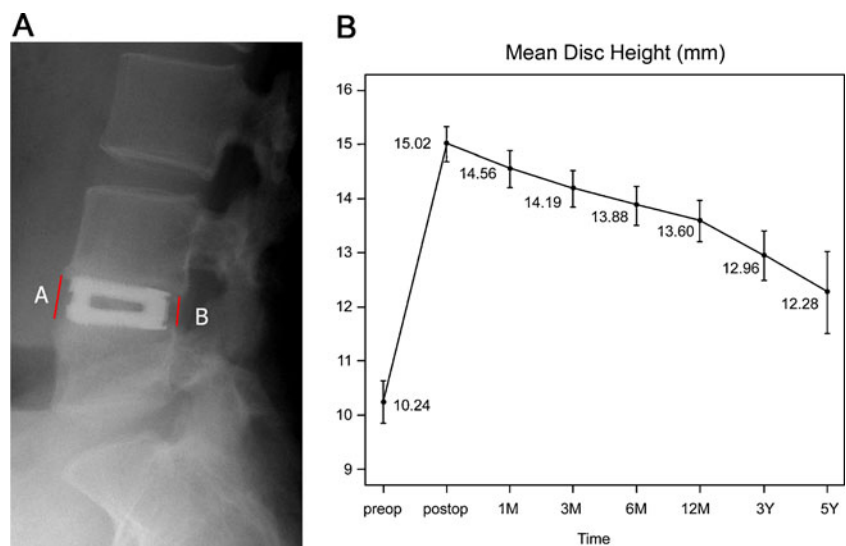 A
B
Mean Disc Height (mm)
A
B
16
15
14
13
12
11
10
9
15.02
14.56
14.19
13.88
13.60
12.96
12.28
10.24
preop
postop
1M
3M
6M
12M
3Y
5Y
Time